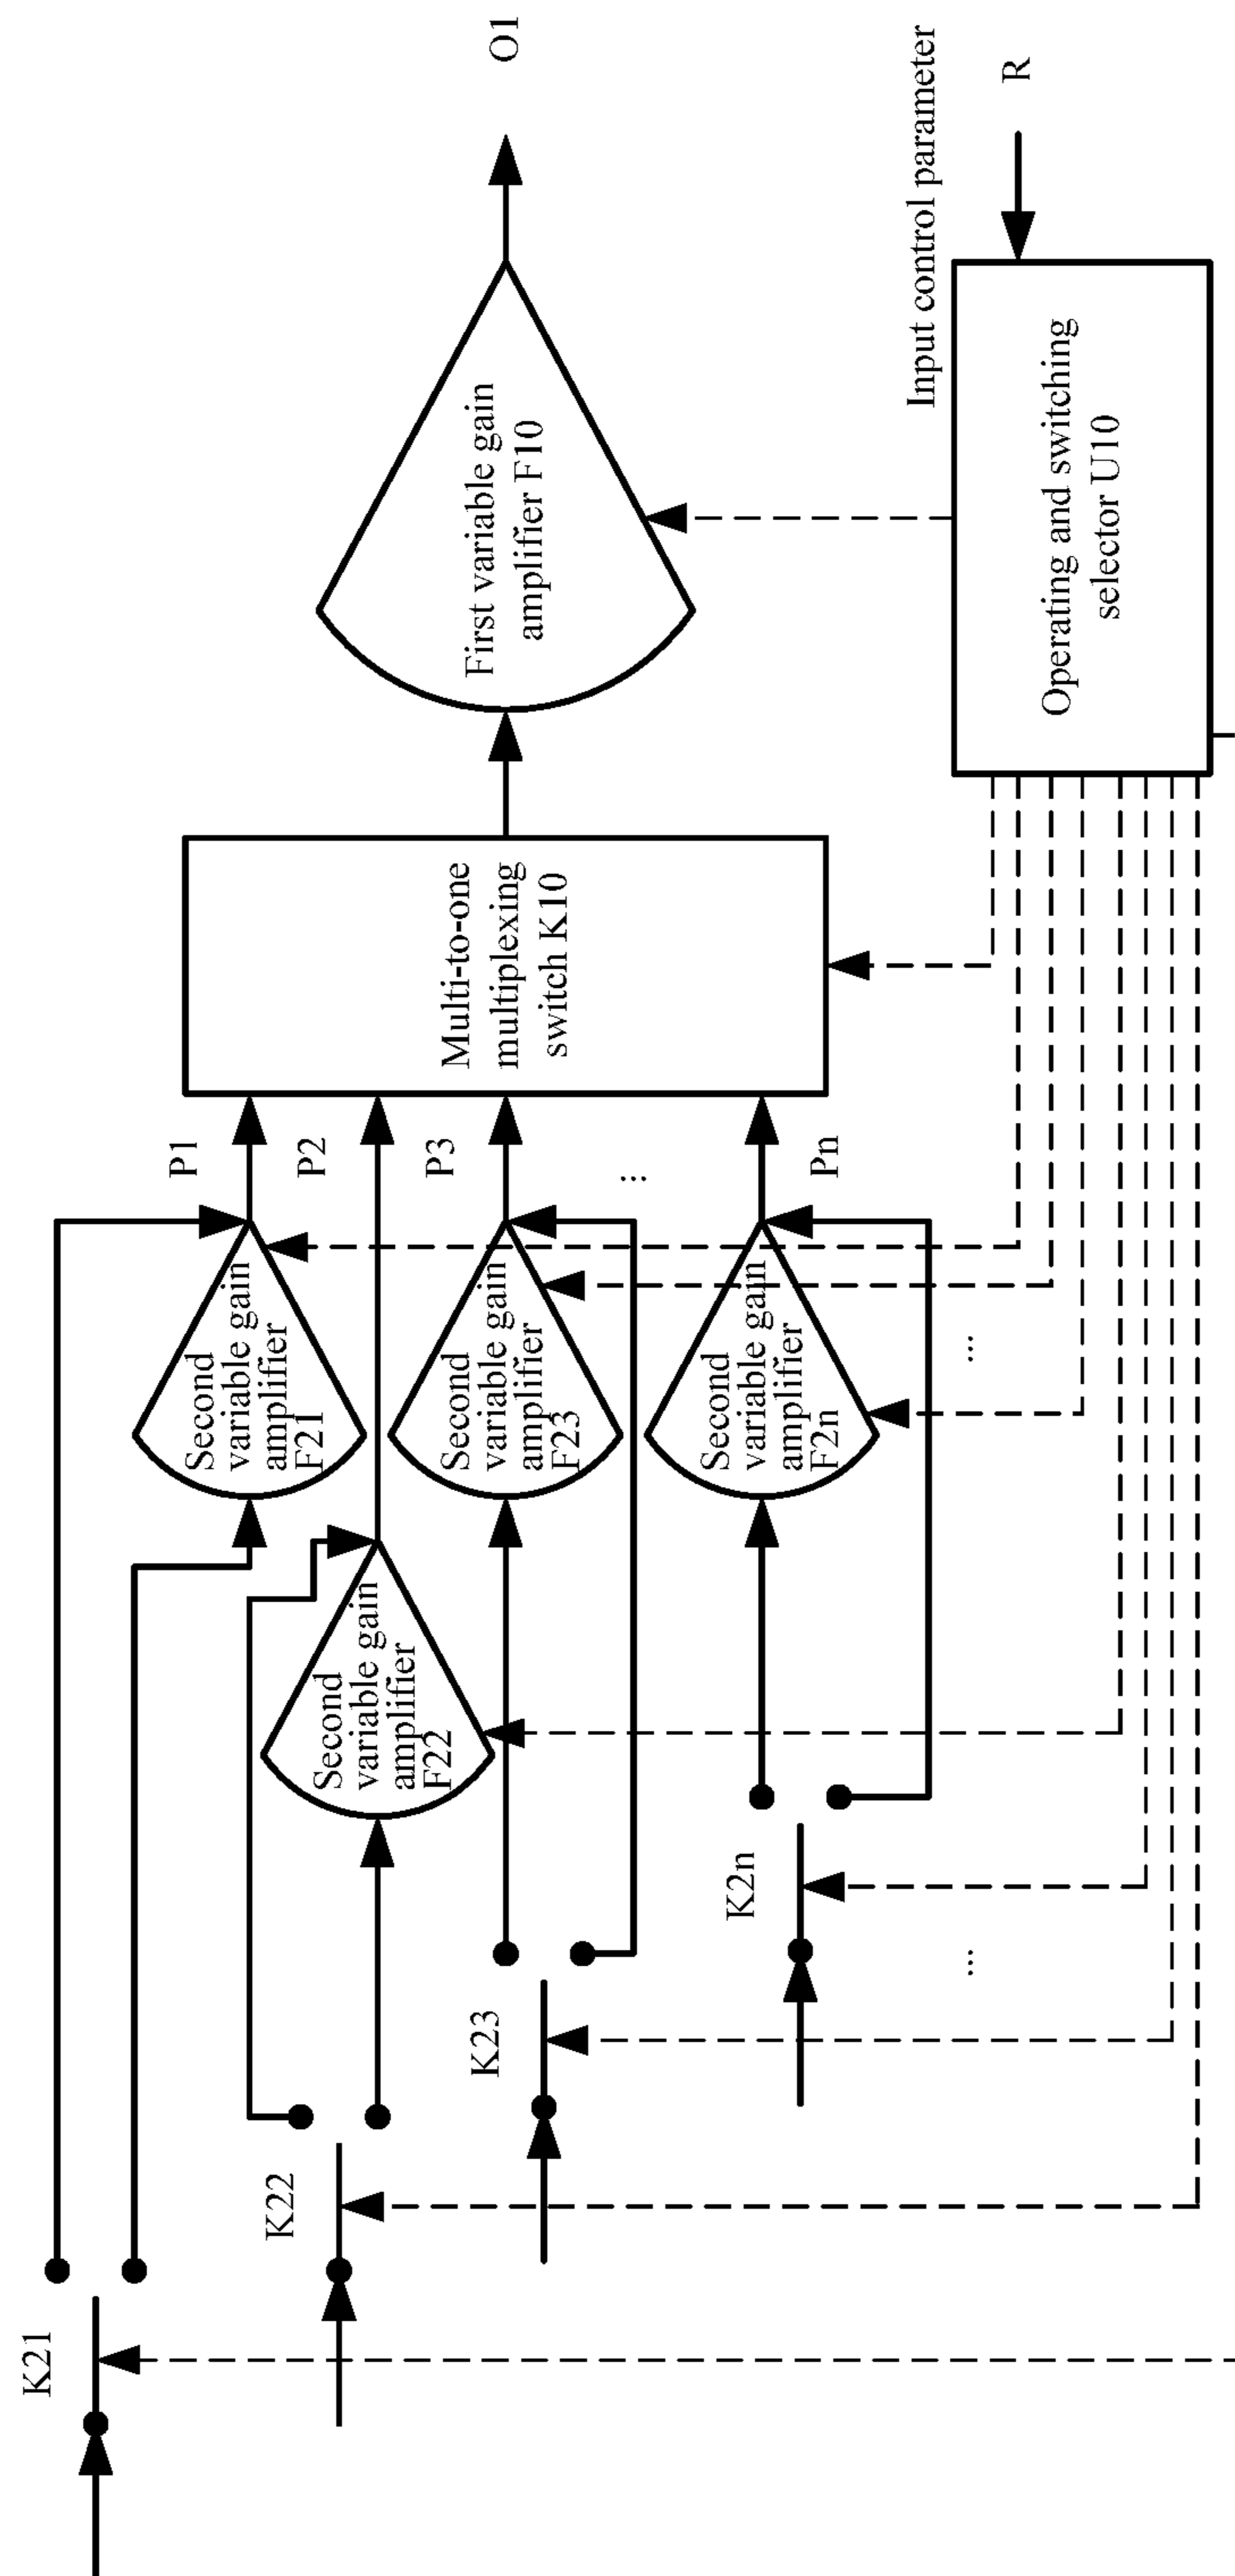 K21
K22
K23
K2n
...
Second
variable gain
amplifier
F21
Second
variable gain
amplifier
F22
Second
variable gain
amplifier
F23
Second
variable gain
amplifier
F2n
...
P1
P2
P3
...
Pn
Multi-to-one
multiplexing
switch K10
First variable gain
amplifier F10
O1
Operating and switching
selector U10
Input control parameter
R